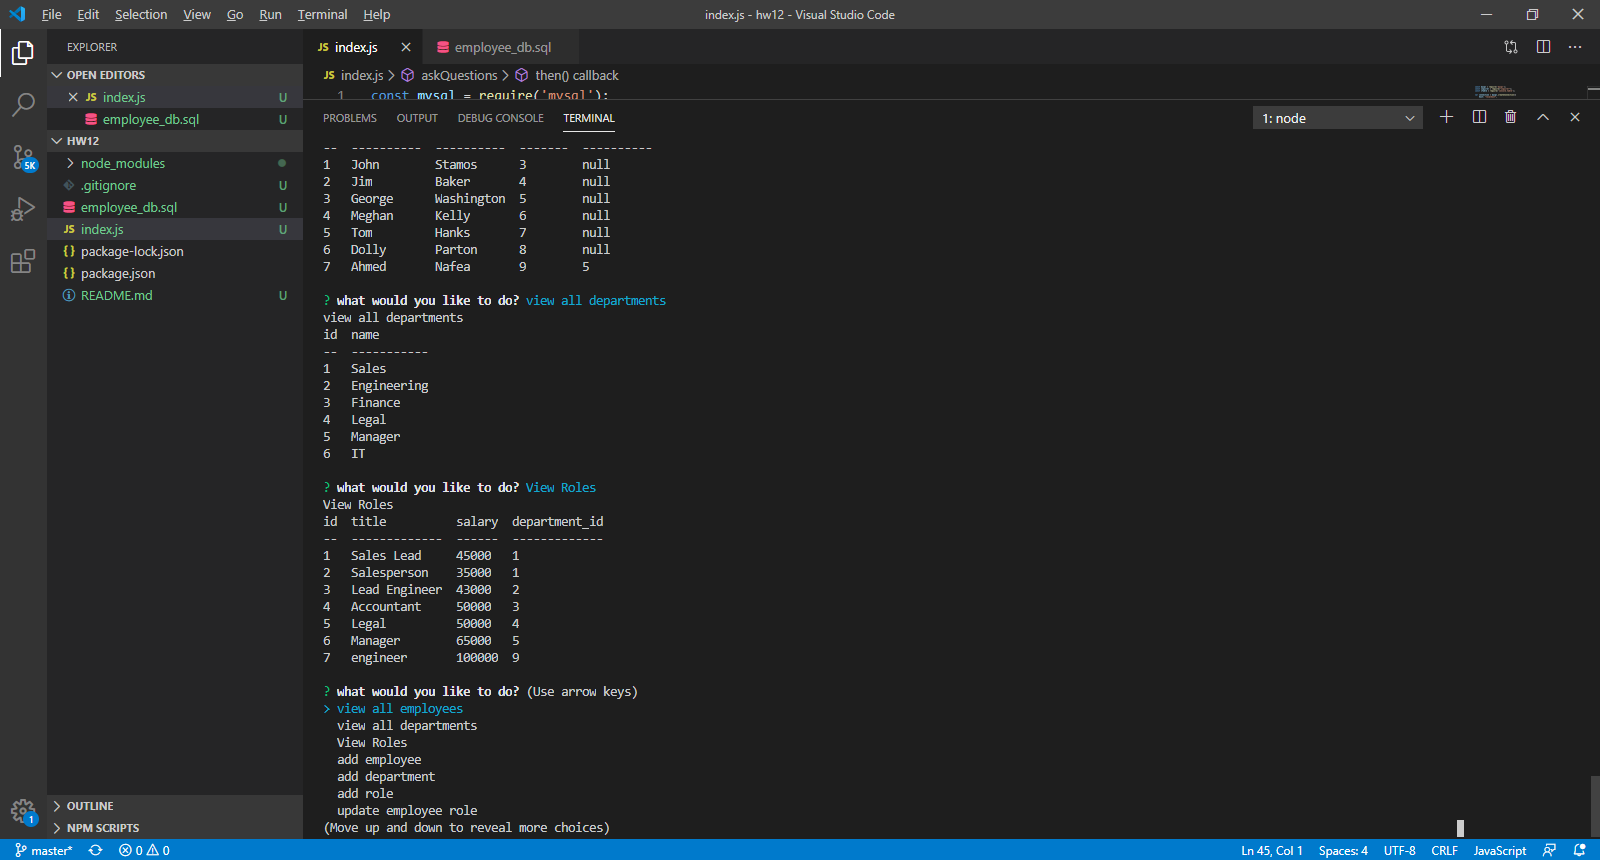 File Edit Selection View Go Run Terminal Help index.js - hw12 - Visual Studio Code
EXPLORER
OPEN EDITORS
JS index.js U
employee_db.sql U
HW12
node_modules
.gitignore U
employee_db.sql U
JS index.js U
{} package-lock.json
{} package.json
README.md U
OUTLINE
NPM SCRIPTS
5K
1
JS index.js employee_db.sql
JS index.js > askQuestions > then() callback
1 const mysql = require('mysql');
PROBLEMS OUTPUT DEBUG CONSOLE TERMINAL 1: node
-- ---------- ---------- ------- ----------
1 John Stamos 3 null
2 Jim Baker 4 null
3 George Washington 5 null
4 Meghan Kelly 6 null
5 Tom Hanks 7 null
6 Dolly Parton 8 null
7 Ahmed Nafea 9 5
? what would you like to do? view all departments
view all departments
id name
-- -----------
1 Sales
2 Engineering
3 Finance
4 Legal
5 Manager
6 IT
? what would you like to do? View Roles
View Roles
id title salary department_id
-- ------------- ------ -------------
1 Sales Lead 45000 1
2 Salesperson 35000 1
3 Lead Engineer 43000 2
4 Accountant 50000 3
5 Legal 50000 4
6 Manager 65000 5
7 engineer 100000 9
? what would you like to do? (Use arrow keys)
> view all employees
view all departments
View Roles
add employee
add department
add role
update employee role
(Move up and down to reveal more choices)
master* 0 0 Ln 45, Col 1 Spaces: 4 UTF-8 CRLF JavaScript